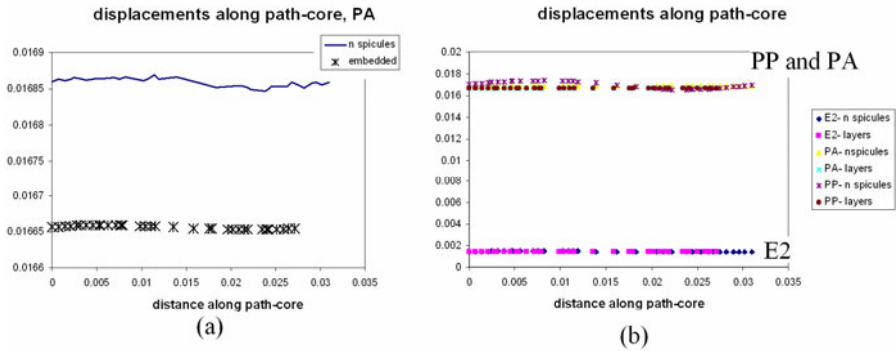 displacements along path-core, PA
0.0169
0.01685
0.0168
0.01675
0.0167
0.01665
0.0166
0
0.005
0.01
0.015
0.02
0.025
0.03
0.035
distance along path-core
n spicules
embedded
(a)
displacements along path-core
0.02
0.018
0.016
0.014
0.012
0.01
0.008
0.006
0.004
0.002
0
0
0.005
0.01
0.015
0.02
0.025
0.03
0.035
distance along path-core
PP and PA
E2
E2- n spicules
E2-layers
PA- nspicules
PA- layers
PP- n spicules
PP-layers
(b)